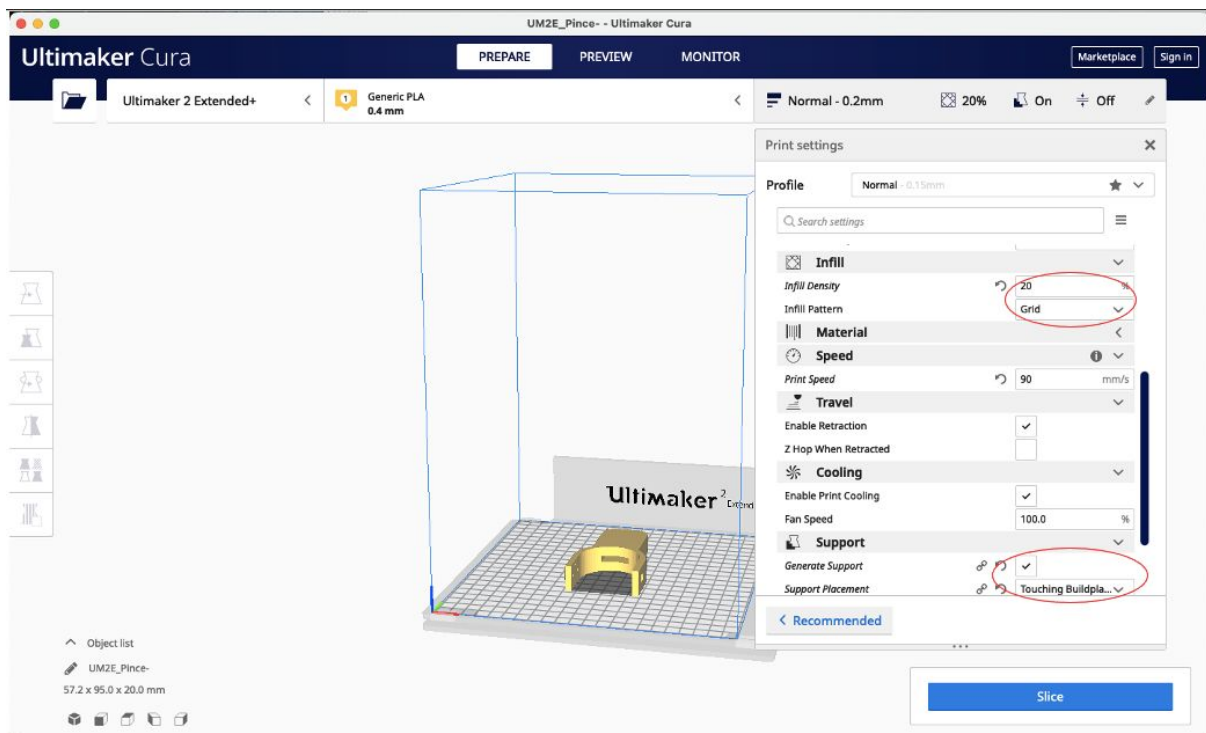 UM2E_Pince- - Ultimaker Cura
Ultimaker Cura
PREPARE PREVIEW MONITOR
Marketplace Sign in
Ultimaker 2 Extended+
1 Generic PLA
0.4 mm
Normal - 0.2mm 20% On Off
Print settings
Profile Normal - 0.15mm
Search settings
Infill
Infill Density 20 %
Infill Pattern Grid
Material
Speed
Print Speed 90 mm/s
Travel
Enable Retraction
Z Hop When Retracted
Cooling
Enable Print Cooling
Fan Speed 100.0 %
Support
Generate Support
Support Placement Touching Buildpla...
Recommended
Ultimaker 2 Extend
Object list
UM2E_Pince-
57.2 x 95.0 x 20.0 mm
Slice